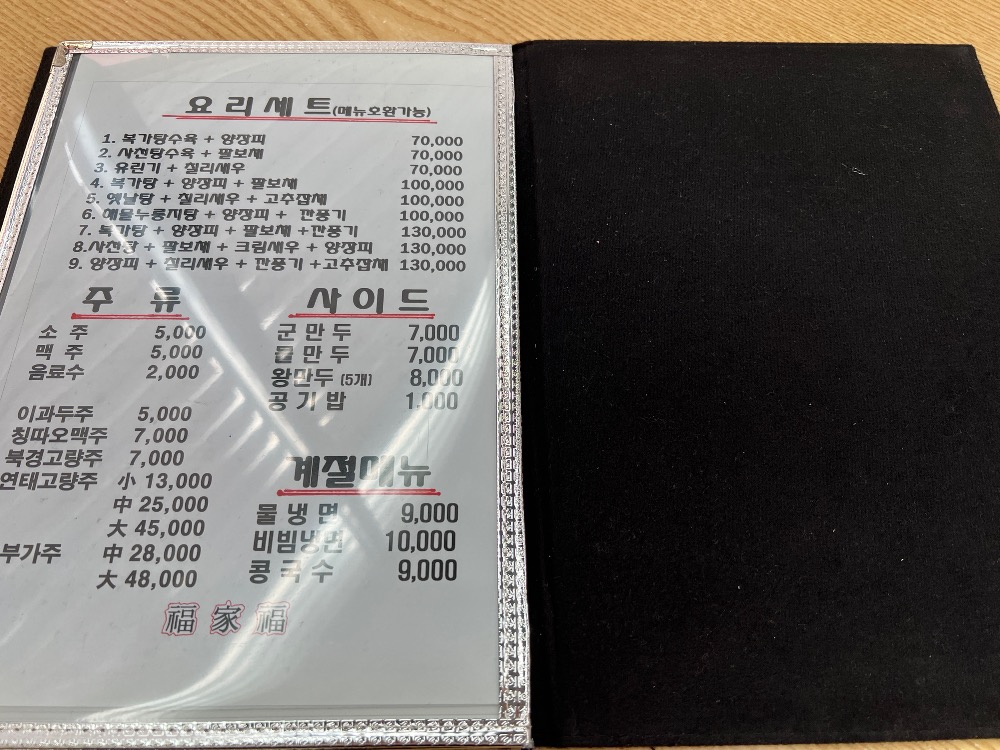 요리세트(메뉴호환가능)
1. 복가탕수육 + 양장피 70,000
2. 사천탕수육 + 팔보채 70,000
3. 유린기 + 칠리새우 70,000
4. 복가탕 + 양장피 + 팔보채 100,000
5. 옛날탕 + 칠리새우 + 고추잡채 100,000
6. 해물누룽지탕 + 양장피 + 깐풍기 100,000
7. 복가탕 + 양장피 + 팔보채 +깐풍기 130,000
8.사천탕 + 팔보채 + 크림새우 + 양장피 130,000
9. 양장피 + 칠리새우 + 깐풍기 +고추잡채 130,000
주 류
소 주 5,000
맥 주 5,000
음료수 2,000
이과두주 5,000
칭따오맥주 7,000
북경고량주 7,000
연태고량주 小 13,000
中 25,000
大 45,000
부가주 中 28,000
大 48,000
사이드
군만두 7,000
물만두 7,000
왕만두 (5개) 8,000
공기밥 1,000
계절메뉴
물냉면 9,000
비빔냉면 10,000
콩국수 9,000
福家福